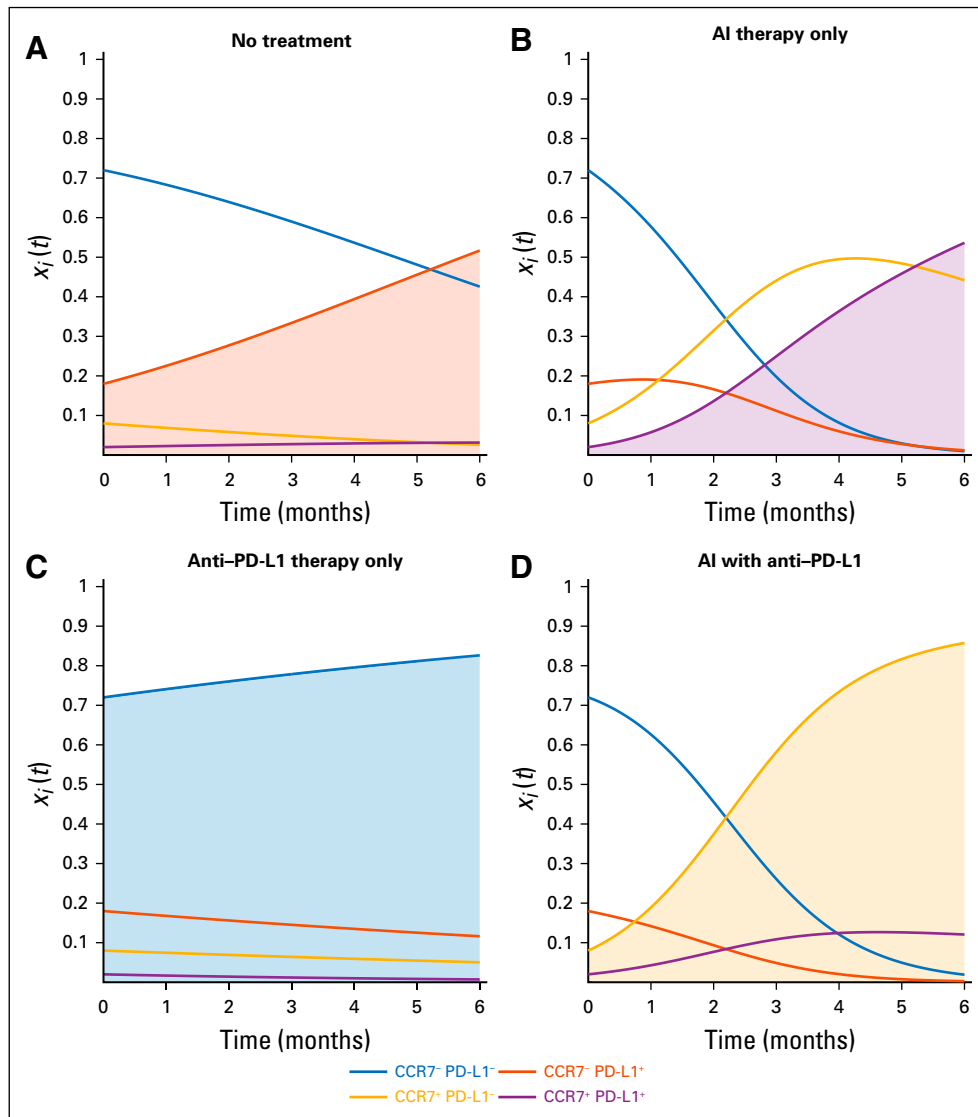 A
No treatment
1
0.9
0.8
0.7
0.6
0.5
0.4
0.3
0.2
0.1
xi (t)
0 1 2 3 4 5 6
Time (months)
B
AI therapy only
1
0.9
0.8
0.7
0.6
0.5
0.4
0.3
0.2
0.1
xi (t)
0 1 2 3 4 5 6
Time (months)
C
Anti–PD-L1 therapy only
1
0.9
0.8
0.7
0.6
0.5
0.4
0.3
0.2
0.1
xi (t)
0 1 2 3 4 5 6
Time (months)
D
AI with anti–PD-L1
1
0.9
0.8
0.7
0.6
0.5
0.4
0.3
0.2
0.1
xi (t)
0 1 2 3 4 5 6
Time (months)
CCR7⁻ PD-L1⁻ CCR7⁻ PD-L1⁺
CCR7⁺ PD-L1⁻ CCR7⁺ PD-L1⁺